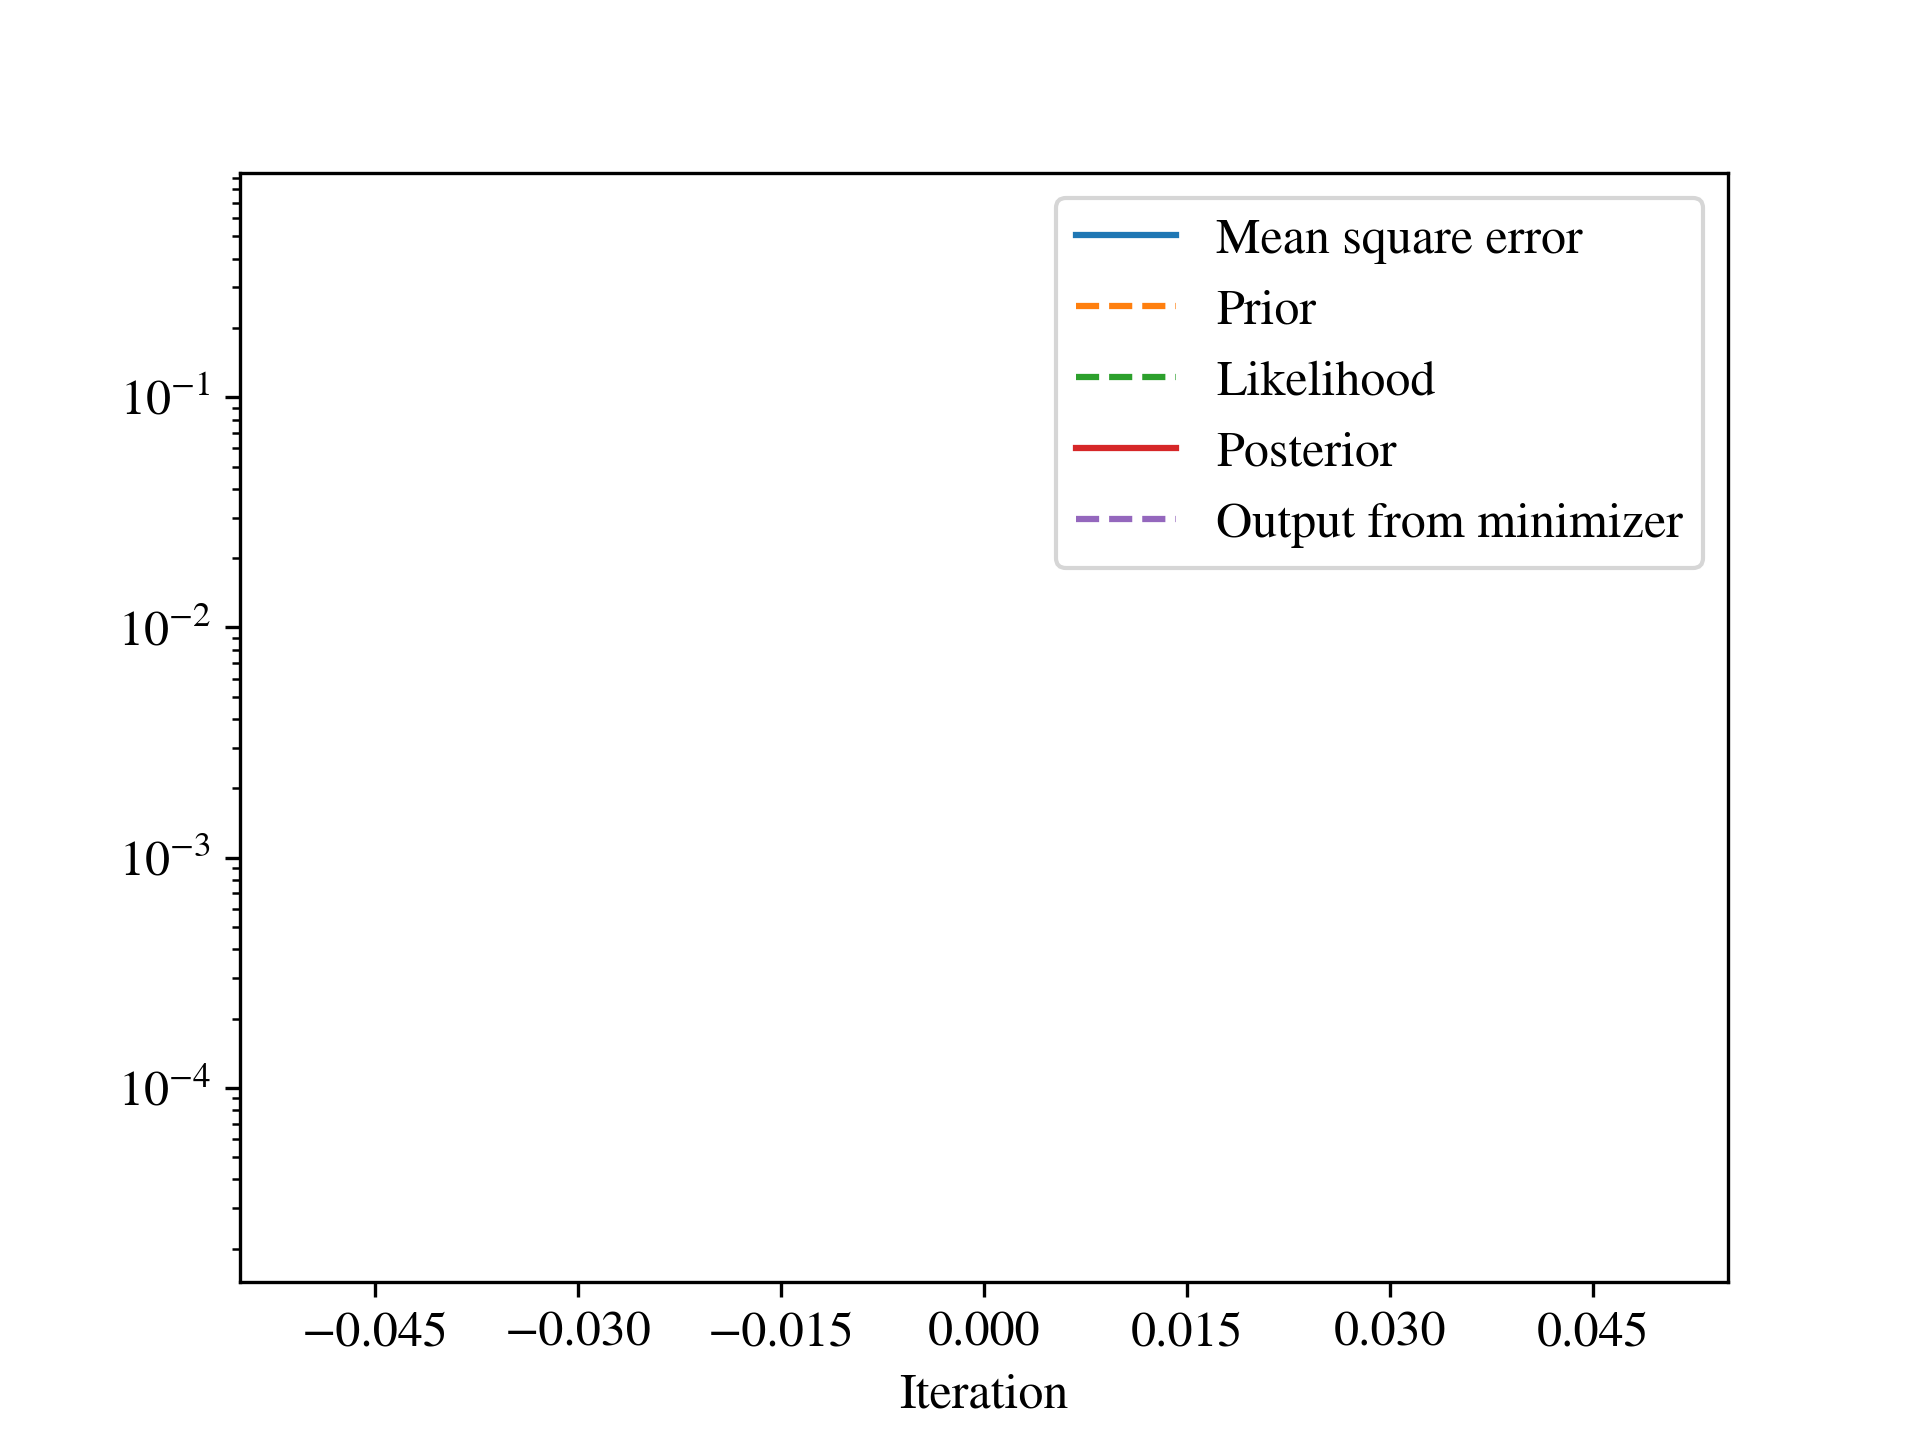 Mean square error
Prior
Likelihood
Posterior
Output from minimizer
10⁻¹
10⁻²
10⁻³
10⁻⁴
−0.045 −0.030 −0.015 0.000 0.015 0.030 0.045
Iteration